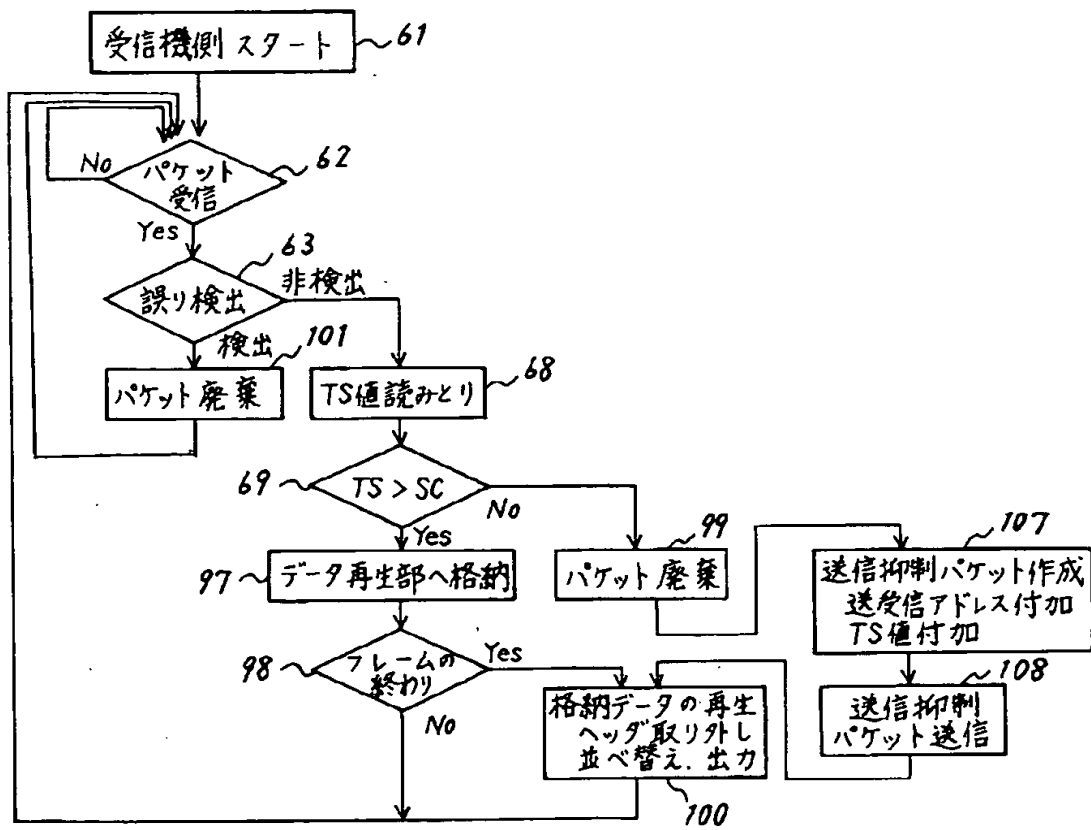 受信機側 スタート
61
No
パケット
受信
62
Yes
63
誤り検出
非検出
検出
101
パケット廃棄
68
TS値読みとり
69
TS > SC
No
Yes
97
データ再生部へ格納
99
パケット廃棄
107
送信抑制パケット作成
送受信アドレス付加
TS値付加
98
フレームの
終わり
Yes
No
108
送信抑制
パケット送信
格納データの再生
ヘッダ取り外し
並べ替え、出力
100